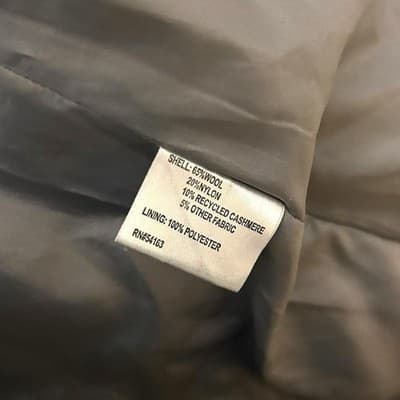 SHELL: 65%WOOL
20%NYLON
10% RECYCLED CASHMERE
5% OTHER FABRIC
LINING: 100% POLYESTER
RN#54163